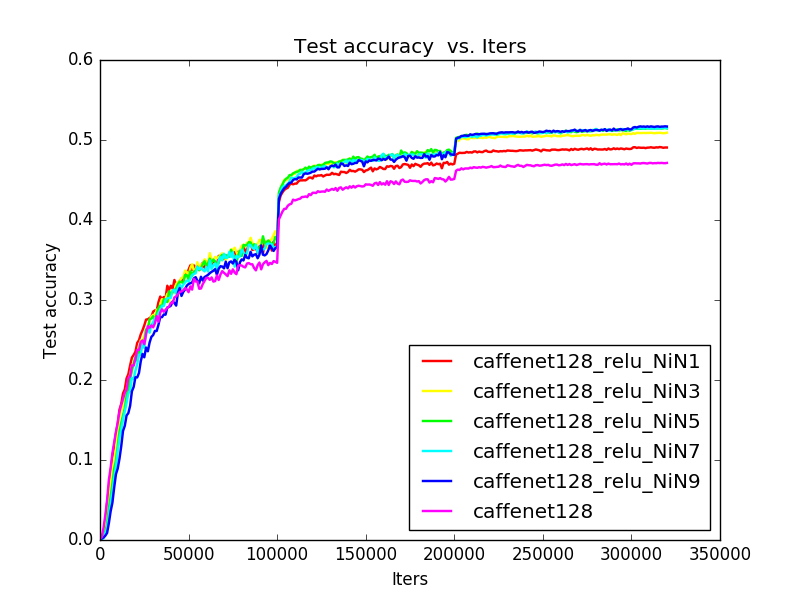 Test accuracy  vs. Iters
0.6
0.5
0.4
0.3
0.2
0.1
0.0
Test accuracy
caffenet128_relu_NiN1
caffenet128_relu_NiN3
caffenet128_relu_NiN5
caffenet128_relu_NiN7
caffenet128_relu_NiN9
caffenet128
0 50000 100000 150000 200000 250000 300000 350000
Iters